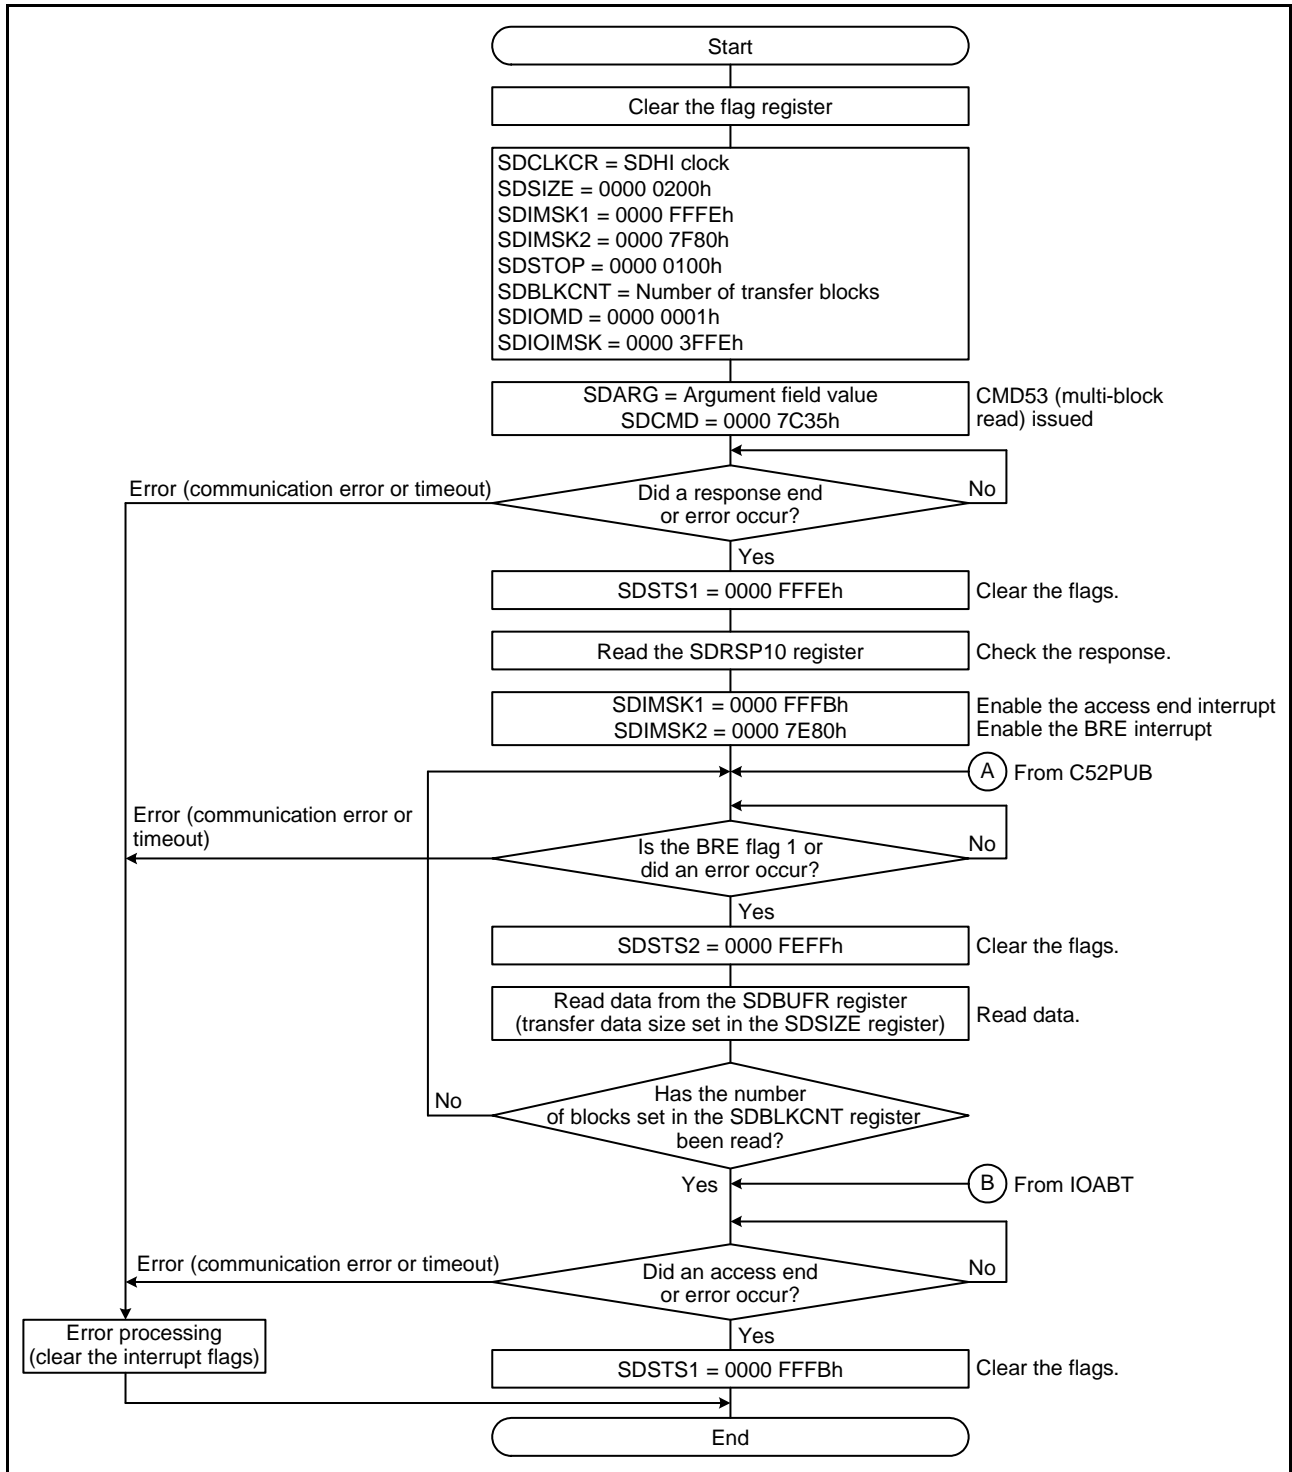 Start
Clear the flag register
SDCLKCR = SDHI clock
SDSIZE = 0000 0200h
SDIMSK1 = 0000 FFFEh
SDIMSK2 = 0000 7F80h
SDSTOP = 0000 0100h
SDBLKCNT = Number of transfer blocks
SDIOMD = 0000 0001h
SDIOIMSK = 0000 3FFEh
SDARG = Argument field value
SDCMD = 0000 7C35h
CMD53 (multi-block
read) issued
Error (communication error or timeout)
Did a response end
or error occur?
No
Yes
SDSTS1 = 0000 FFFEh
Clear the flags.
Read the SDRSP10 register
Check the response.
SDIMSK1 = 0000 FFFBh
SDIMSK2 = 0000 7E80h
Enable the access end interrupt
Enable the BRE interrupt
A
From C52PUB
Error (communication error or
timeout)
Is the BRE flag 1 or
did an error occur?
No
Yes
SDSTS2 = 0000 FEFFh
Clear the flags.
Read data from the SDBUFR register
(transfer data size set in the SDSIZE register)
Read data.
Has the number
of blocks set in the SDBLKCNT register
been read?
No
Yes
B
From IOABT
Error (communication error or timeout)
Did an access end
or error occur?
No
Yes
Error processing
(clear the interrupt flags)
SDSTS1 = 0000 FFFBh
Clear the flags.
End